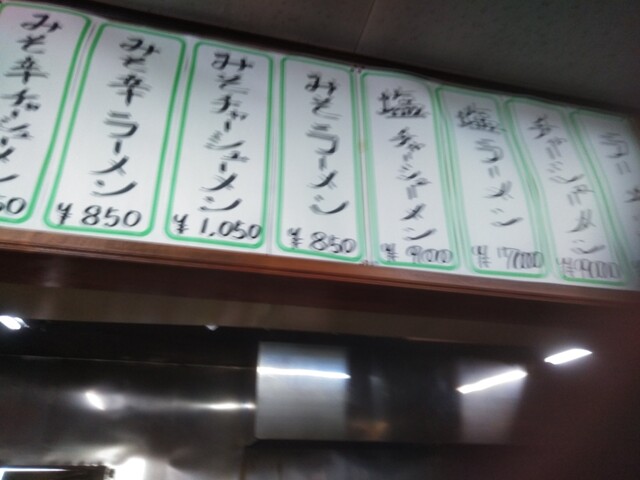 みそ辛チャーシューメン
みそ辛ラーメン
¥850
みそチャーシューメン
¥1,050
みそラーメン
¥850
塩チャーシューメン
¥900
塩ラーメン
¥700
チャーシューメン
¥900